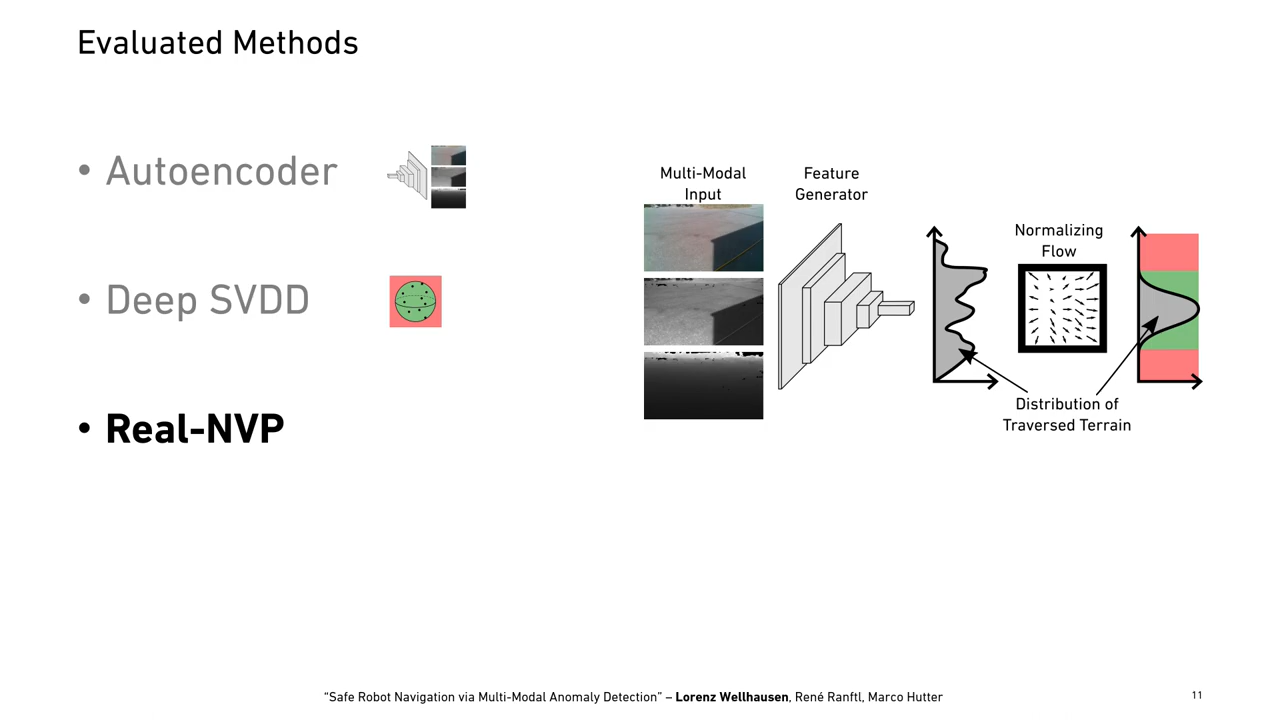 Evaluated Methods
• Autoencoder
• Deep SVDD
• Real-NVP
Multi-Modal
Input
Feature
Generator
Normalizing
Flow
Distribution of
Traversed Terrain
“Safe Robot Navigation via Multi-Modal Anomaly Detection” – Lorenz Wellhausen, René Ranftl, Marco Hutter
11